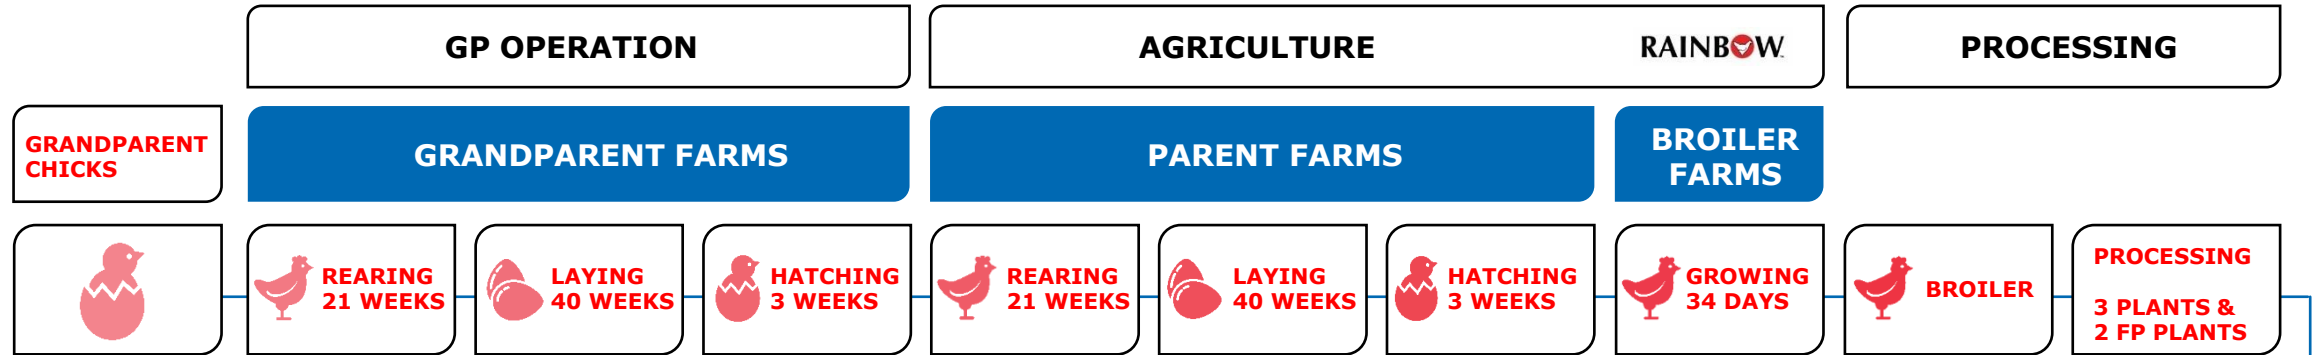 GP OPERATION
AGRICULTURE
RAINBOW
PROCESSING
GRANDPARENT
CHICKS
GRANDPARENT FARMS
PARENT FARMS
BROILER
FARMS
REARING
21 WEEKS
LAYING
40 WEEKS
HATCHING
3 WEEKS
REARING
21 WEEKS
LAYING
40 WEEKS
HATCHING
3 WEEKS
GROWING
34 DAYS
BROILER
PROCESSING
3 PLANTS &
2 FP PLANTS